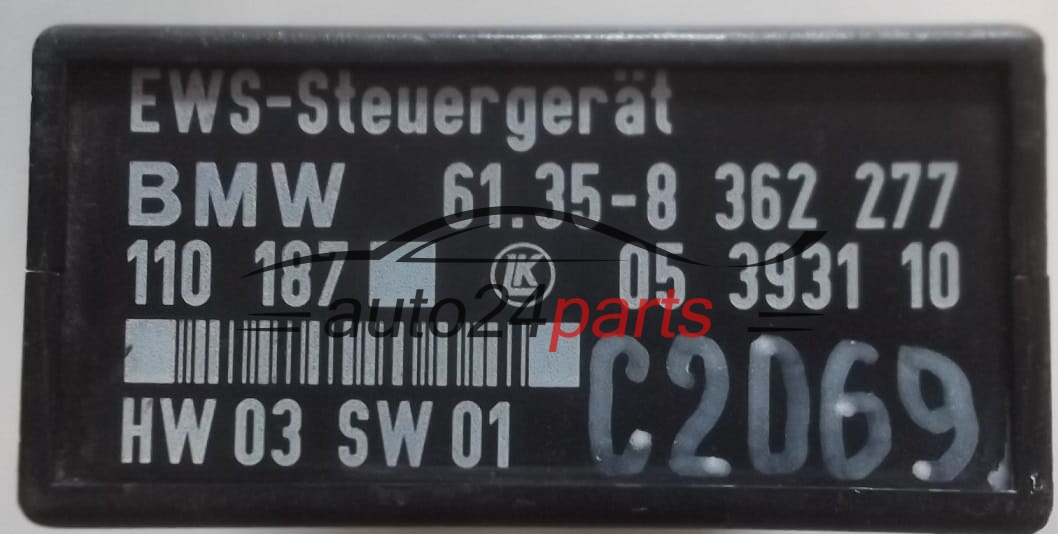 EWS-Steuergerät
BMW 61.35-8 362 277
110 187 LK 05 3931 10
auto24parts
HW 03 SW 01
C2069